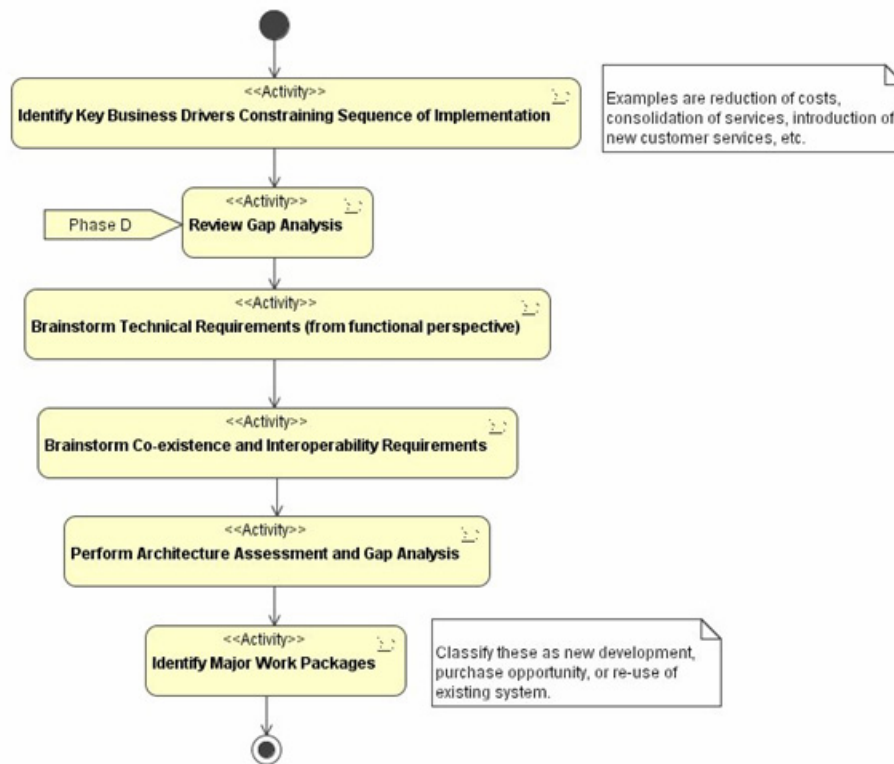 <<Activity>>
Identify Key Business Drivers Constraining Sequence of Implementation
Examples are reduction of costs,
consolidation of services, introduction of
new customer services, etc.
<<Activity>>
Review Gap Analysis
Phase D
<<Activity>>
Brainstorm Technical Requirements (from functional perspective)
<<Activity>>
Brainstorm Co-existence and Interoperability Requirements
<<Activity>>
Perform Architecture Assessment and Gap Analysis
<<Activity>>
Identify Major Work Packages
Classify these as new development,
purchase opportunity, or re-use of
existing system.